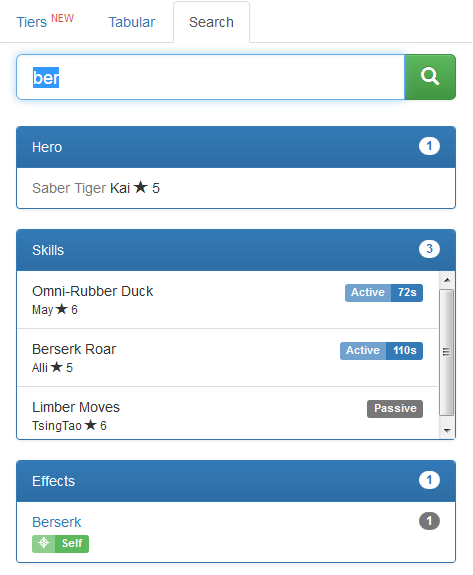 Tiers NEW Tabular Search
ber
Hero 1
Saber Tiger Kai ★ 5
Skills 3
Omni-Rubber Duck Active 72s
May ★ 6
Berserk Roar Active 110s
Alli ★ 5
Limber Moves Passive
TsingTao ★ 6
Effects 1
Berserk 1
Self